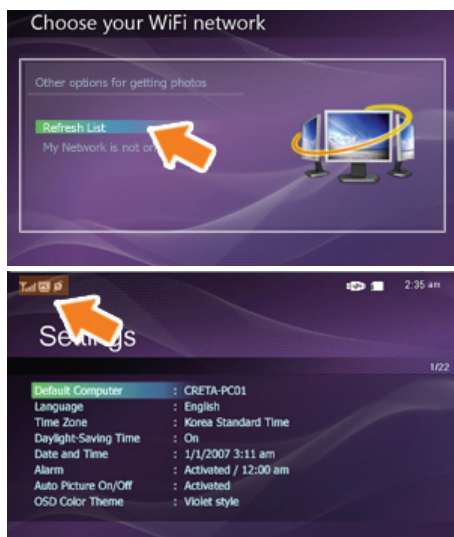 Choose your WiFi network
Other options for getting photos
Refresh List
My Network is not
2:35 am
1/22
Default Computer : CRETA-PC01
Language : English
Time Zone : Korea Standard Time
Daylight-Saving Time : On
Date and Time : 1/1/2007 3:11 am
Alarm : Activated / 12:00 am
Auto Picture On/Off : Activated
OSD Color Theme : Violet style